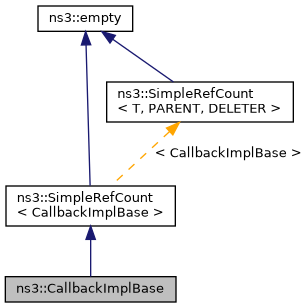 ns3::empty
ns3::SimpleRefCount
< T, PARENT, DELETER >
< CallbackImplBase >
ns3::SimpleRefCount
< CallbackImplBase >
ns3::CallbackImplBase